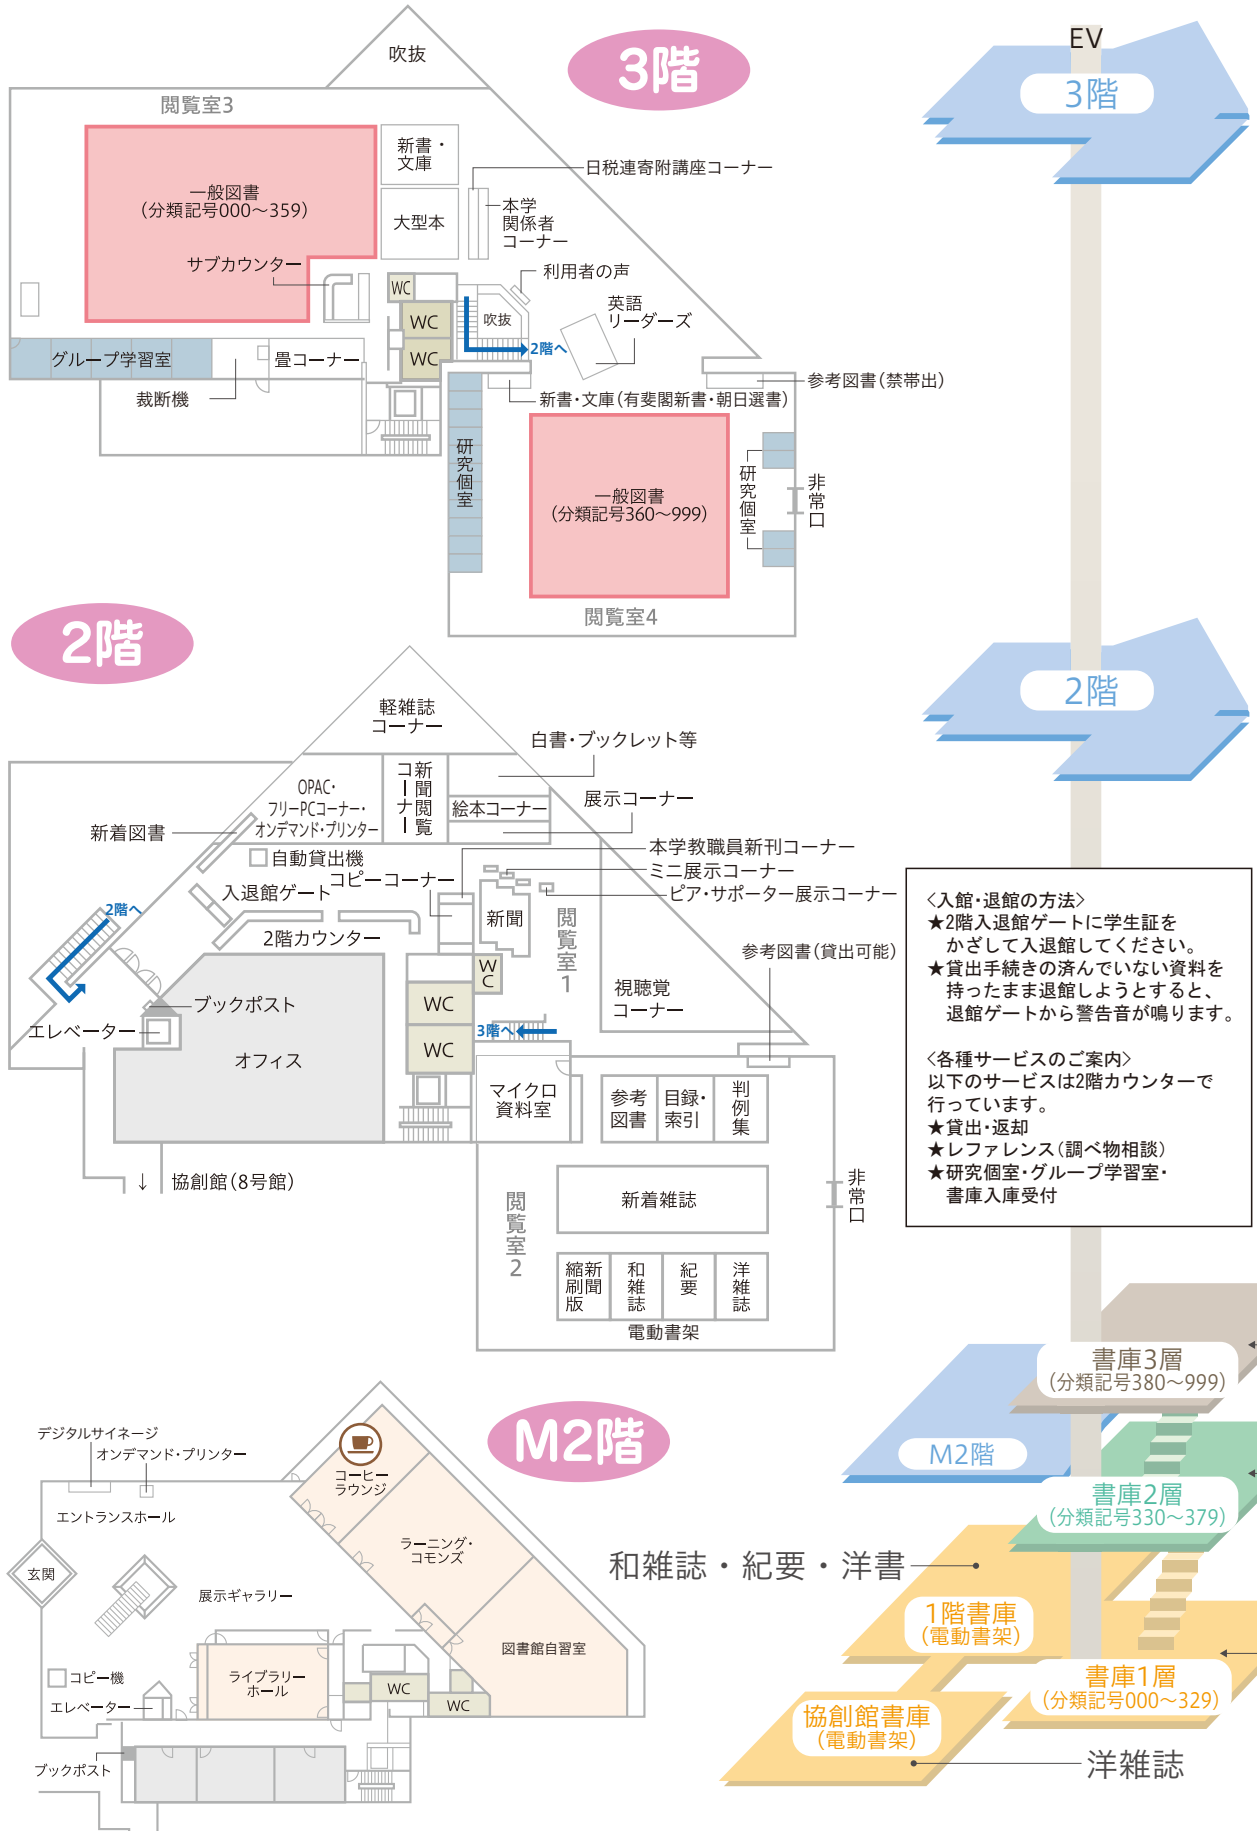 3階
吹抜
閲覧室3
一般図書
(分類記号000～359)
新書・
文庫
大型本
日税連寄附講座コーナー
本学
関係者
コーナー
サブカウンター
利用者の声
WC
WC
WC
吹抜
2階へ
英語
リーダーズ
グループ学習室
畳コーナー
裁断機
参考図書(禁帯出)
新書・文庫(有斐閣新書・朝日選書)
研究個室
一般図書
(分類記号360～999)
研究個室
非常口
閲覧室4
2階
軽雑誌
コーナー
白書・ブックレット等
OPAC・
フリーPCコーナー・
オンデマンド・プリンター
新聞閲覧
コーナー
絵本コーナー
展示コーナー
新着図書
自動貸出機
コピーコーナー
入退館ゲート
2階カウンター
本学教職員新刊コーナー
ミニ展示コーナー
ピア・サポーター展示コーナー
新聞
閲覧室1
2階へ
参考図書(貸出可能)
WC
WC
WC
視聴覚
コーナー
ブックポスト
エレベーター
オフィス
3階へ
マイクロ
資料室
参考
図書
目録・
索引
判例集
協創館(8号館)
↓
閲覧室2
新着雑誌
非常口
新聞
縮刷版
和雑誌
紀要
洋雑誌
電動書架
M2階
デジタルサイネージ
オンデマンド・プリンター
コーヒー
ラウンジ
エントランスホール
ラーニング・
コモンズ
玄関
展示ギャラリー
図書館自習室
コピー機
ライブラリー
ホール
エレベーター
WC
WC
ブックポスト
EV
3階
2階
〈入館・退館の方法〉
★2階入退館ゲートに学生証を
かざして入退館してください。
★貸出手続きの済んでいない資料を
持ったまま退館しようとすると、
退館ゲートから警告音が鳴ります。
〈各種サービスのご案内〉
以下のサービスは2階カウンターで
行っています。
★貸出・返却
★レファレンス(調べ物相談)
★研究個室・グループ学習室・
書庫入庫受付
書庫3層
(分類記号380～999)
M2階
書庫2層
(分類記号330～379)
和雑誌・紀要・洋書
1階書庫
(電動書架)
書庫1層
(分類記号000～329)
協創館書庫
(電動書架)
洋雑誌